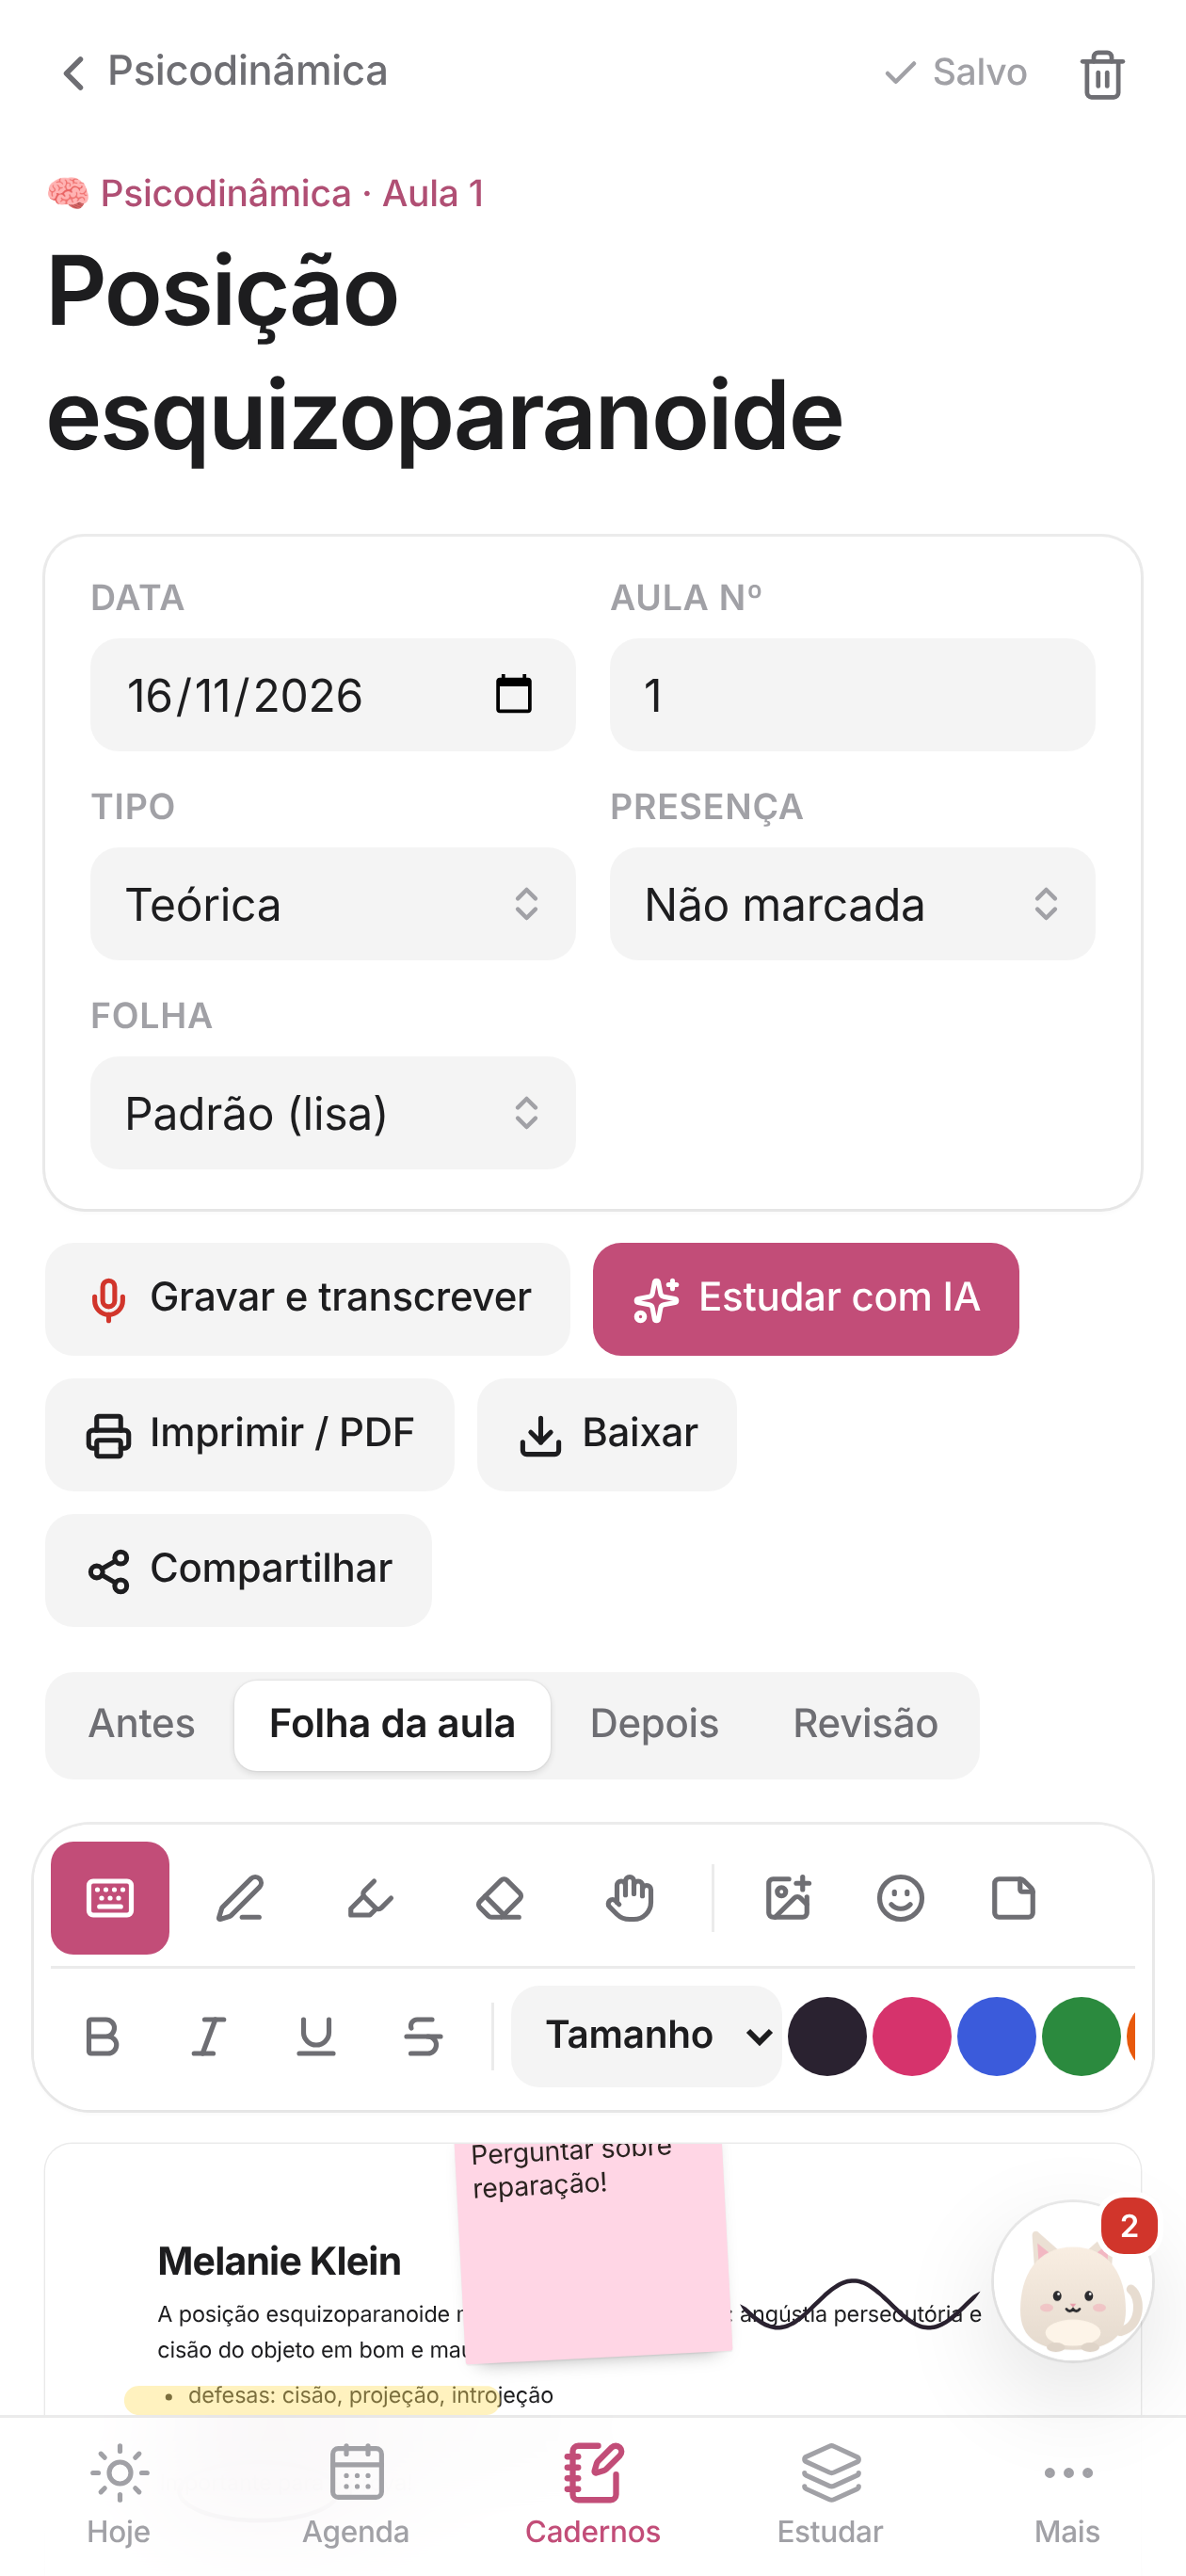 Psicodinâmica
Salvo
Psicodinâmica · Aula 1
Posição
esquizoparanoide
DATA
AULA Nº
16/11/2026
1
TIPO
PRESENÇA
Teórica
Não marcada
FOLHA
Padrão (lisa)
Gravar e transcrever
Estudar com IA
Imprimir / PDF
Baixar
Compartilhar
Antes
Folha da aula
Depois
Revisão
B I U S
Tamanho
Perguntar sobre
reparação!
2
Melanie Klein
A posição esquizoparanoide : angústia persecutória e
cisão do objeto em bom e mau
• defesas: cisão, projeção, introjeção
Hoje
Agenda
Cadernos
Estudar
Mais